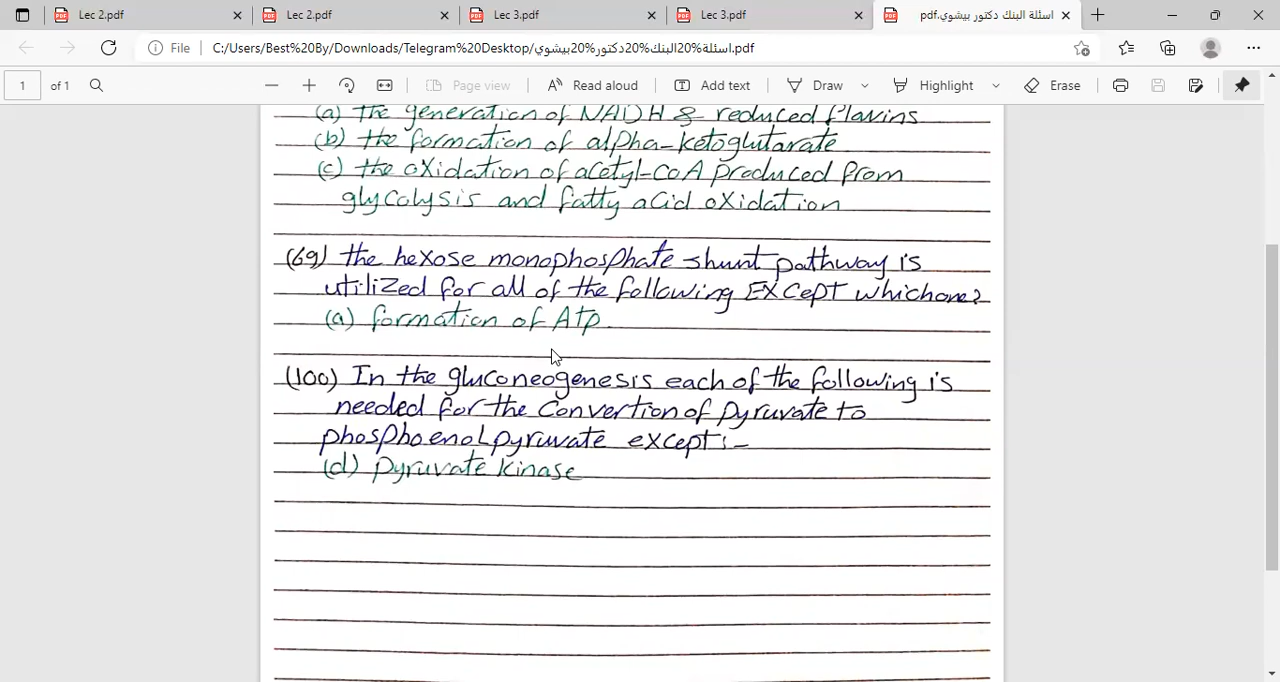 Lec 2.pdf
Lec 2.pdf
Lec 3.pdf
Lec 3.pdf
اسئلة البنك دكتور بيشوي.pdf
File
C:/Users/Best%20By/Downloads/Telegram%20Desktop/اسئلة%20البنك%20دكتور%20بيشوي.pdf
1 of 1
Page view
Read aloud
Add text
Draw
Highlight
Erase
(a) the generation of NADH & reduced flavins
(b) the formation of alpha-ketoglutarate
(c) the oxidation of acetyl-coA produced from
glycolysis and fatty acid oxidation
(69) the hexose monophosphate shunt pathway is
utilized for all of the following EXCEPT which one?
(a) formation of ATP.
(100) In the gluconeogenesis each of the following is
needed for the Convertion of Pyruvate to
phosphoenolpyruvate except:-
(d) pyruvate kinase